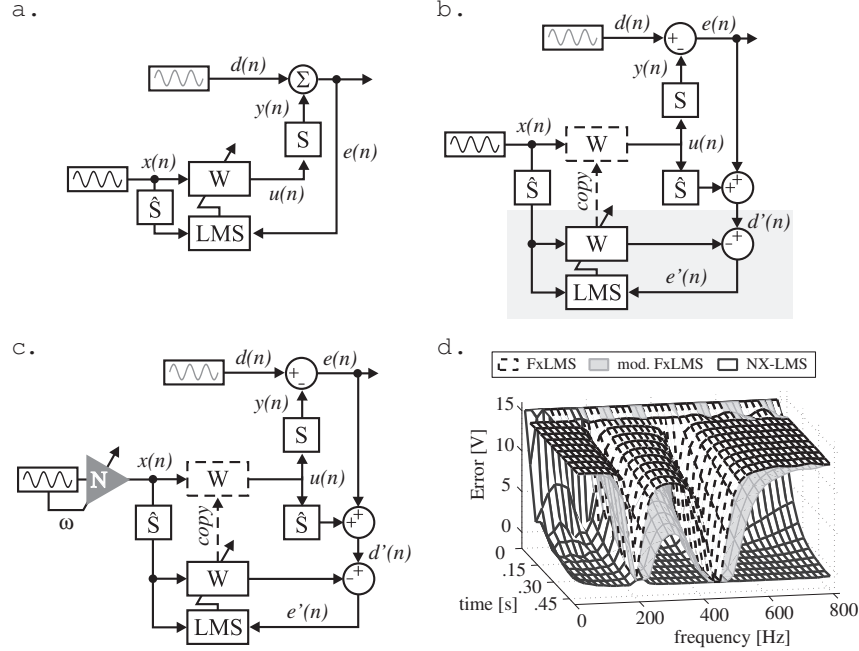 a.
d(n)
Σ
y(n)
S
e(n)
x(n)
W
u(n)
Ŝ
LMS
b.
d(n)
e(n)
+
-
y(n)
S
x(n)
W
u(n)
Ŝ
copy
Ŝ
+
+
d'(n)
W
-
+
e'(n)
LMS
c.
d(n)
e(n)
+
-
y(n)
S
N
x(n)
W
u(n)
ω
Ŝ
copy
Ŝ
+
+
d'(n)
W
-
+
e'(n)
LMS
d.
FxLMS mod. FxLMS NX-LMS
Error [V]
15
10
5
0
0
.15
.30
.45
time [s]
0 200 400 600 800
frequency [Hz]